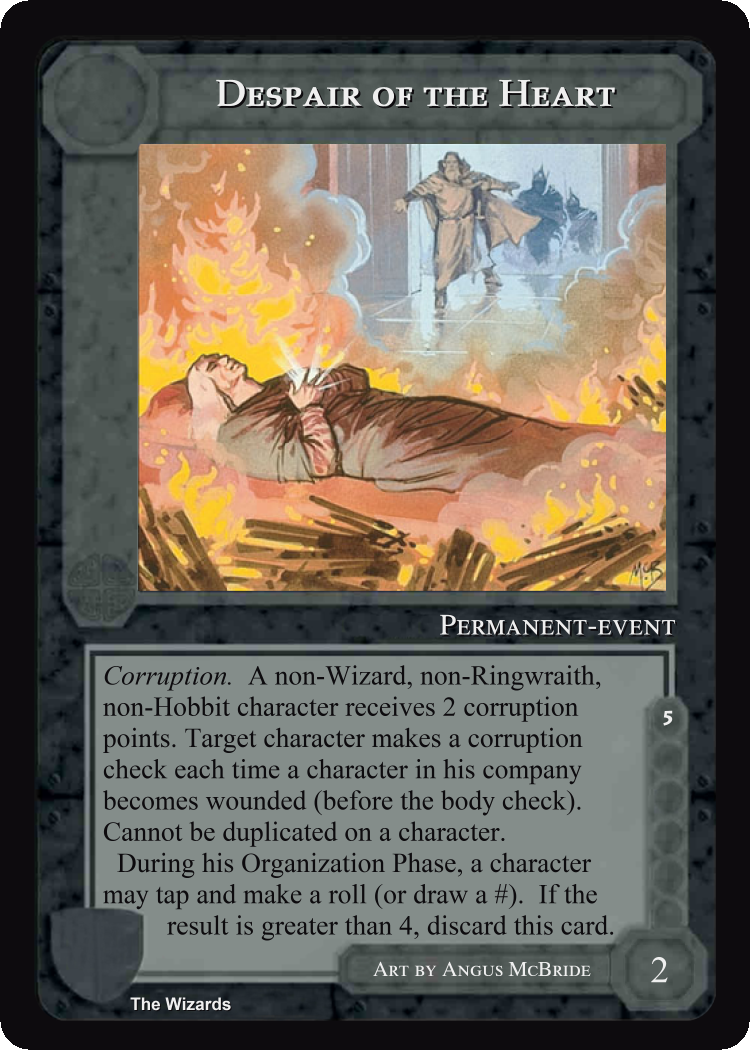 Despair of the Heart
McB
Permanent-event
Corruption. A non-Wizard, non-Ringwraith,
non-Hobbit character receives 2 corruption
points. Target character makes a corruption
check each time a character in his company
becomes wounded (before the body check).
Cannot be duplicated on a character.
During his Organization Phase, a character
may tap and make a roll (or draw a #). If the
result is greater than 4, discard this card.
5
Art by Angus McBride
2
The Wizards